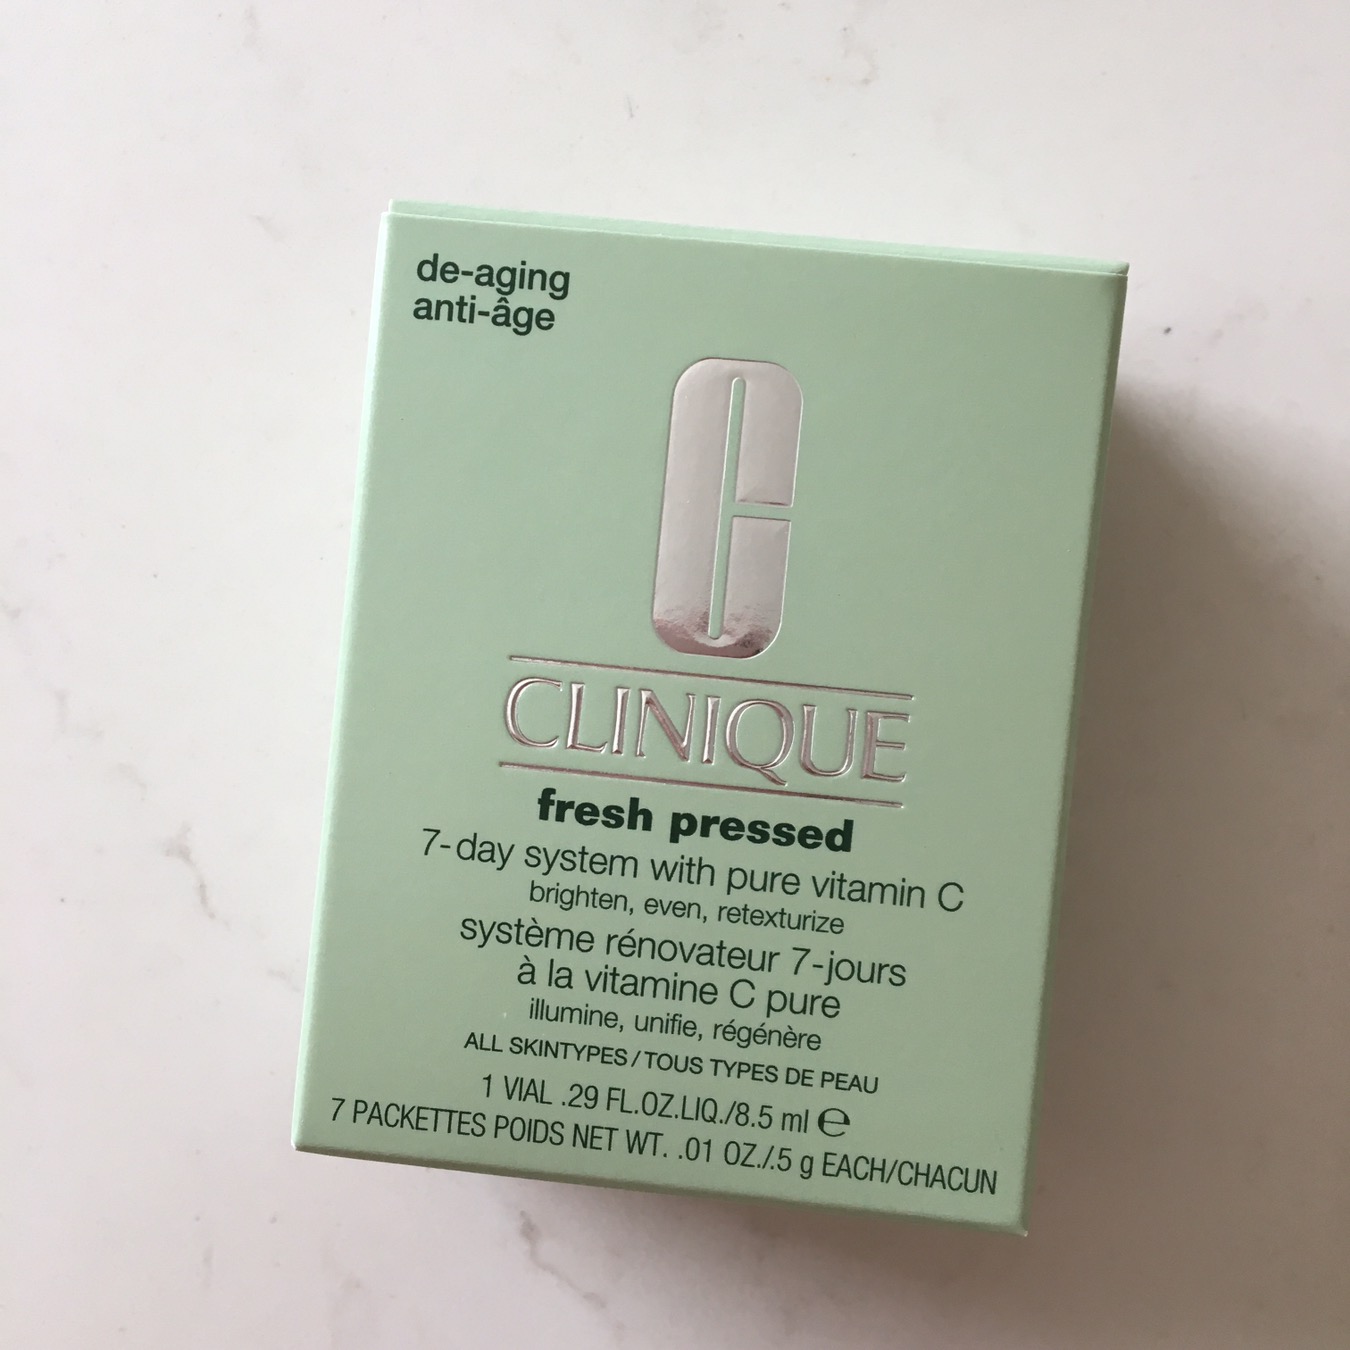 de-aging
anti-âge
C
CLINIQUE
fresh pressed
7-day system with pure vitamin C
brighten, even, retexturize
système rénovateur 7-jours
à la vitamine C pure
illumine, unifie, régénère
ALL SKINTYPES/TOUS TYPES DE PEAU
1 VIAL .29 FL.OZ.LIQ./8.5 ml ℮
7 PACKETTES POIDS NET WT. .01 OZ./.5 g EACH/CHACUN